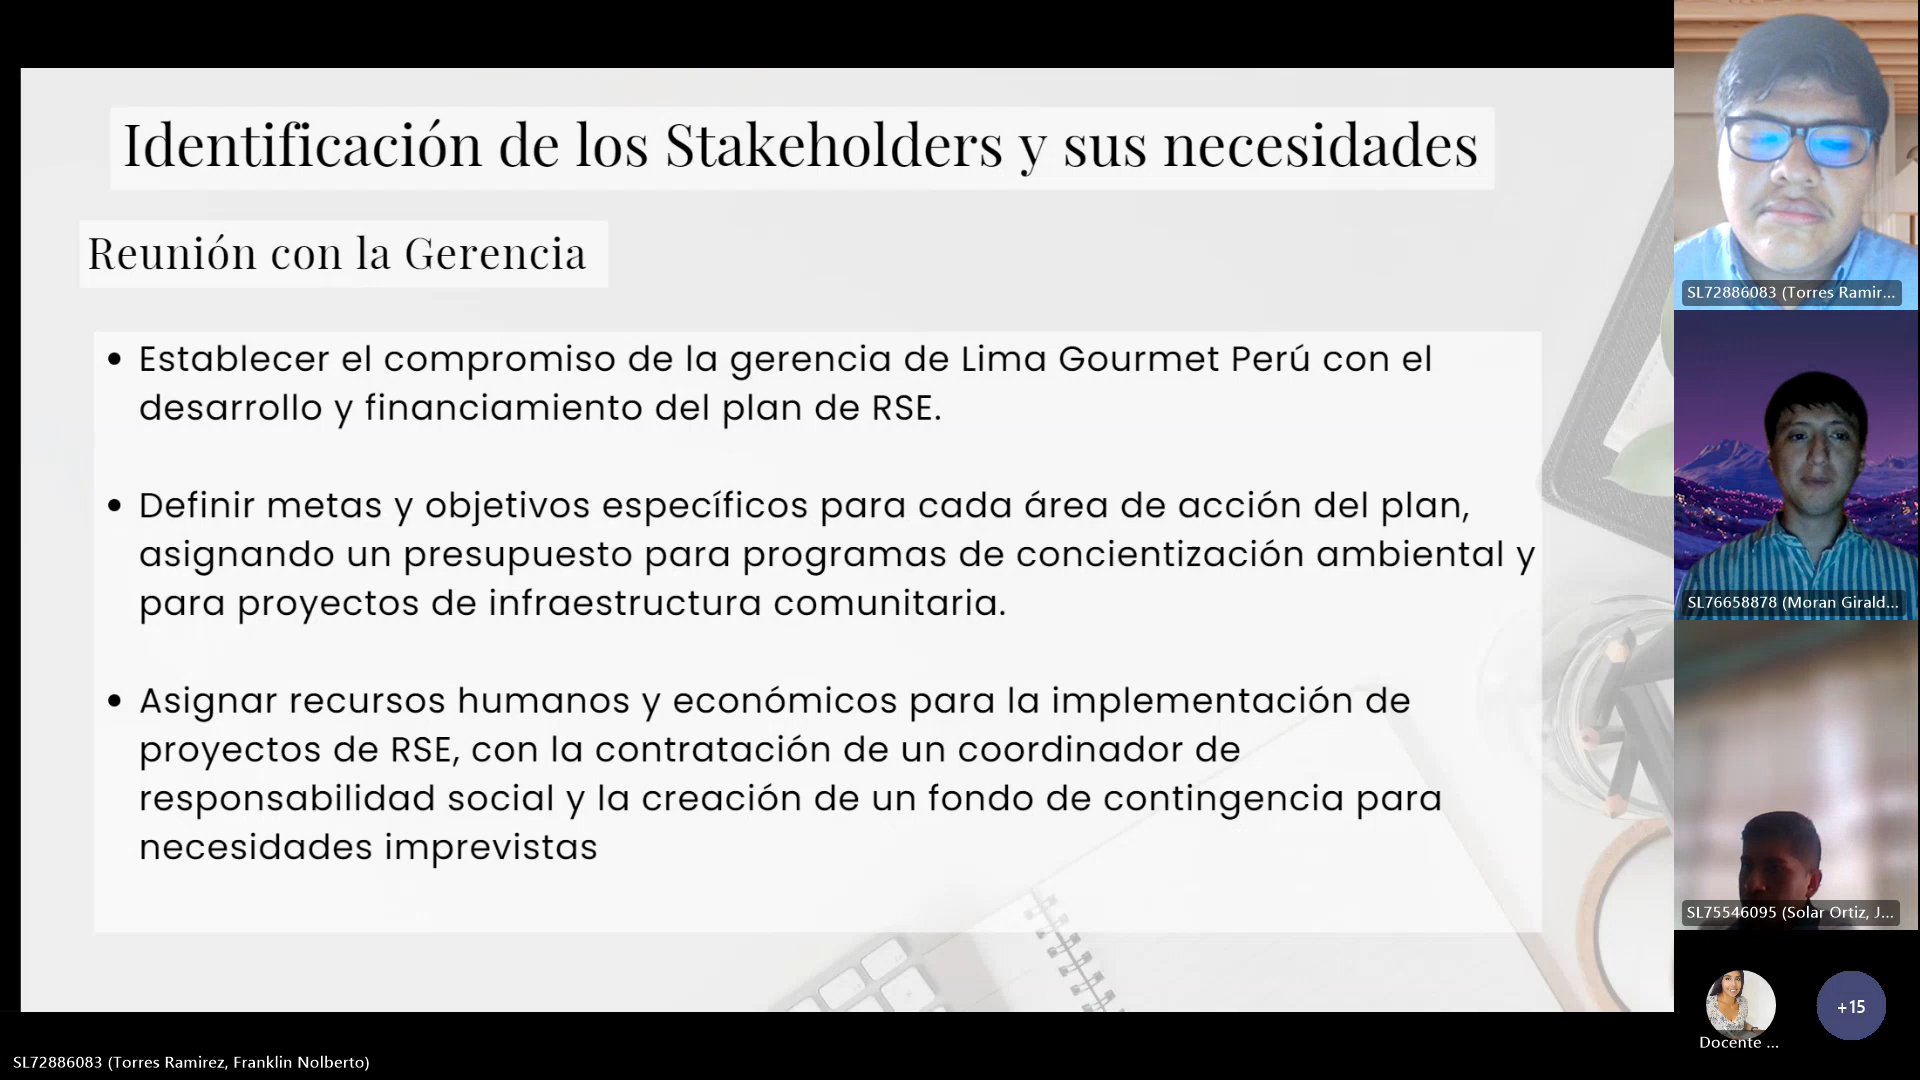 Identificación de los Stakeholders y sus necesidades
Reunión con la Gerencia
• Establecer el compromiso de la gerencia de Lima Gourmet Perú con el
desarrollo y financiamiento del plan de RSE.
• Definir metas y objetivos específicos para cada área de acción del plan,
asignando un presupuesto para programas de concientización ambiental y
para proyectos de infraestructura comunitaria.
• Asignar recursos humanos y económicos para la implementación de
proyectos de RSE, con la contratación de un coordinador de
responsabilidad social y la creación de un fondo de contingencia para
necesidades imprevistas
SL72886083 (Torres Ramir...
SL76658878 (Moran Girald...
SL75546095 (Solar Ortiz, J...
Docente ...
+15
SL72886083 (Torres Ramirez, Franklin Nolberto)